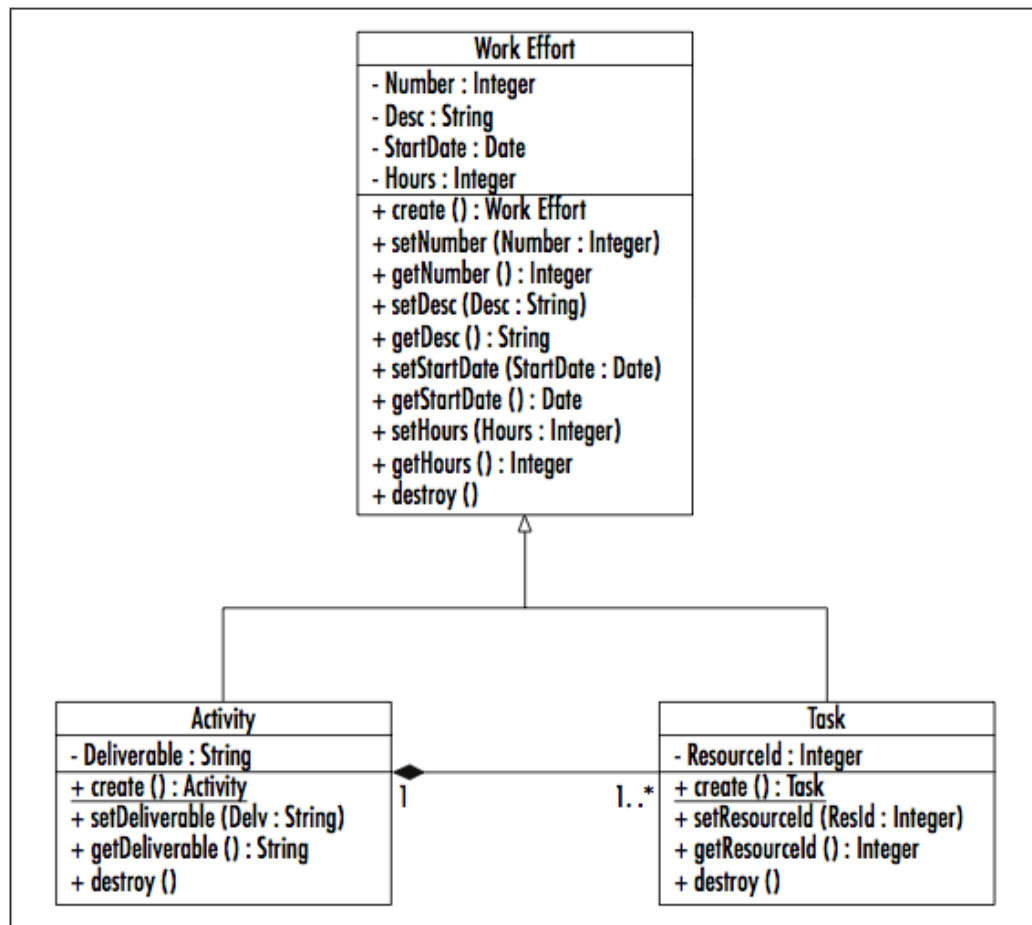 Work Effort
- Number : Integer
- Desc : String
- StartDate : Date
- Hours : Integer
+ create () : Work Effort
+ setNumber (Number : Integer)
+ getNumber () : Integer
+ setDesc (Desc : String)
+ getDesc () : String
+ setStartDate (StartDate : Date)
+ getStartDate () : Date
+ setHours (Hours : Integer)
+ getHours () : Integer
+ destroy ()
Activity
- Deliverable : String
+ create () : Activity
+ setDeliverable (Delv : String)
+ getDeliverable () : String
+ destroy ()
1
1..*
Task
- ResourceId : Integer
+ create () : Task
+ setResourceId (ResId : Integer)
+ getResourceId () : Integer
+ destroy ()